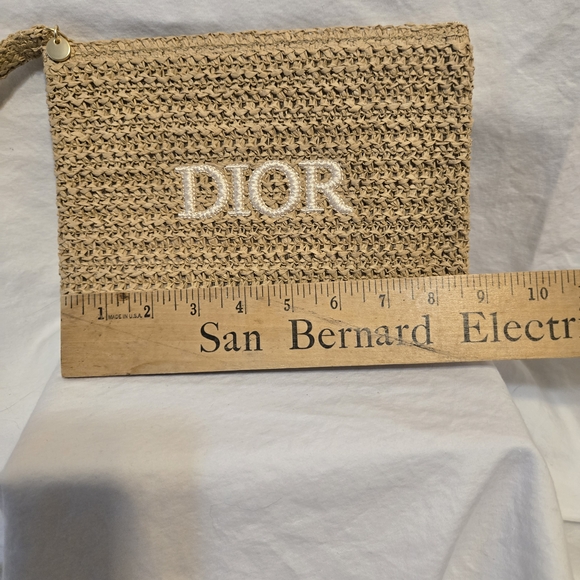 DIOR
1 MADE IN U.S.A. 2 3 4 5 6 7 8 9 10
San Bernard Electri